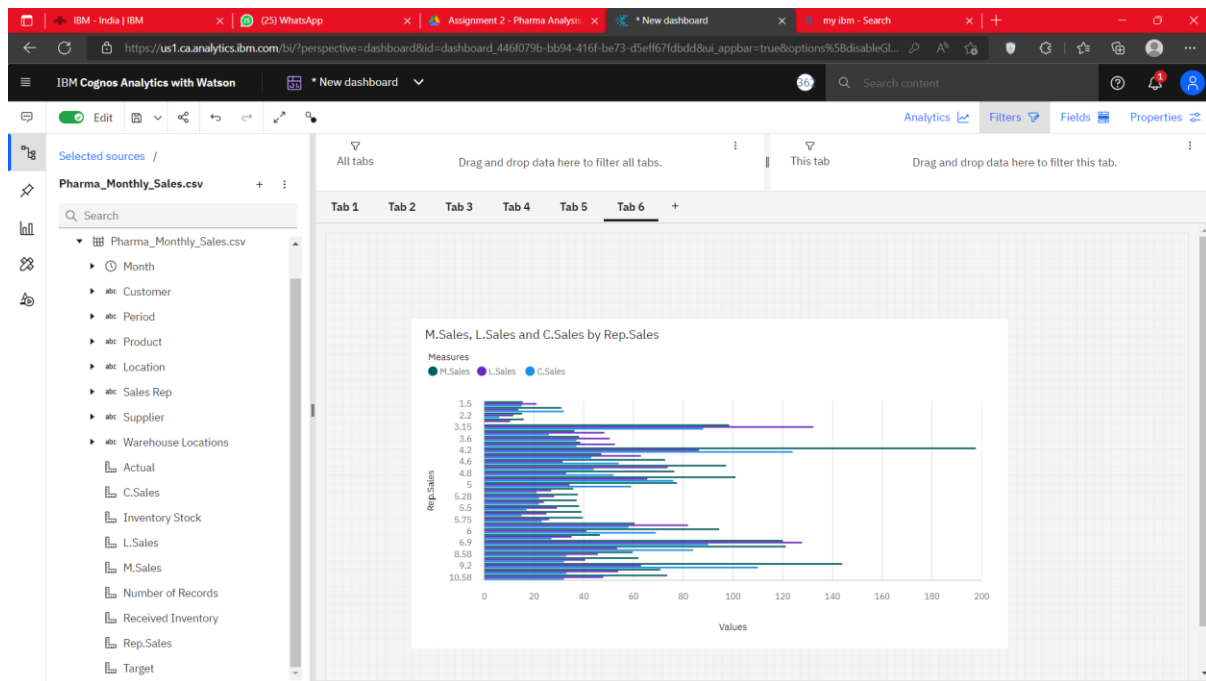 IBM - India | IBM
(25) WhatsApp
Assignment 2 - Pharma Analysis
* New dashboard
my ibm - Search
https://us1.ca.analytics.ibm.com/bi/?perspective=dashboard&id=dashboard_446f079b-bb94-416f-be73-d5eff67fdbdd&ui_appbar=true&options%5BdisableGl...
IBM Cognos Analytics with Watson
* New dashboard
Search content
1
Edit
Analytics
Filters
Fields
Properties
Selected sources /
Pharma_Monthly_Sales.csv
Search
Pharma_Monthly_Sales.csv
Month
abc Customer
abc Period
abc Product
abc Location
abc Sales Rep
abc Supplier
abc Warehouse Locations
Actual
C.Sales
Inventory Stock
L.Sales
M.Sales
Number of Records
Received Inventory
Rep.Sales
Target
All tabs
Drag and drop data here to filter all tabs.
This tab
Drag and drop data here to filter this tab.
Tab 1 Tab 2 Tab 3 Tab 4 Tab 5 Tab 6 +
M.Sales, L.Sales and C.Sales by Rep.Sales
Measures
M.Sales L.Sales C.Sales
Rep.Sales
1.5
2.2
3.15
3.6
4.2
4.6
4.8
5
5.28
5.5
5.75
6
6.9
8.58
9.2
10.58
0 20 40 60 80 100 120 140 160 180 200
Values